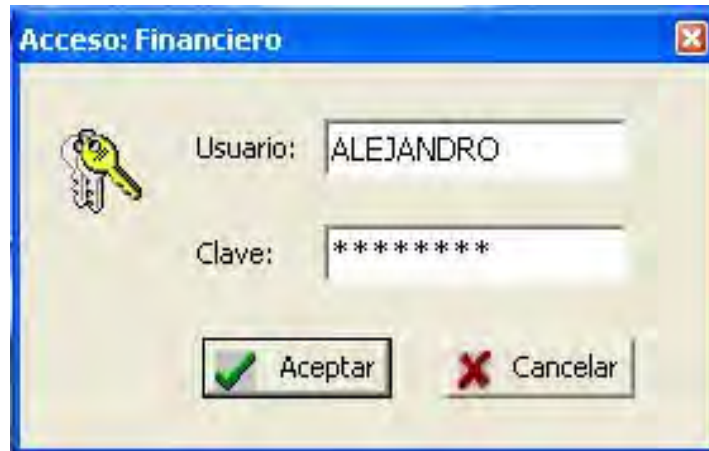 Acceso: Financiero
Usuario: ALEJANDRO
Clave: ********
Aceptar Cancelar